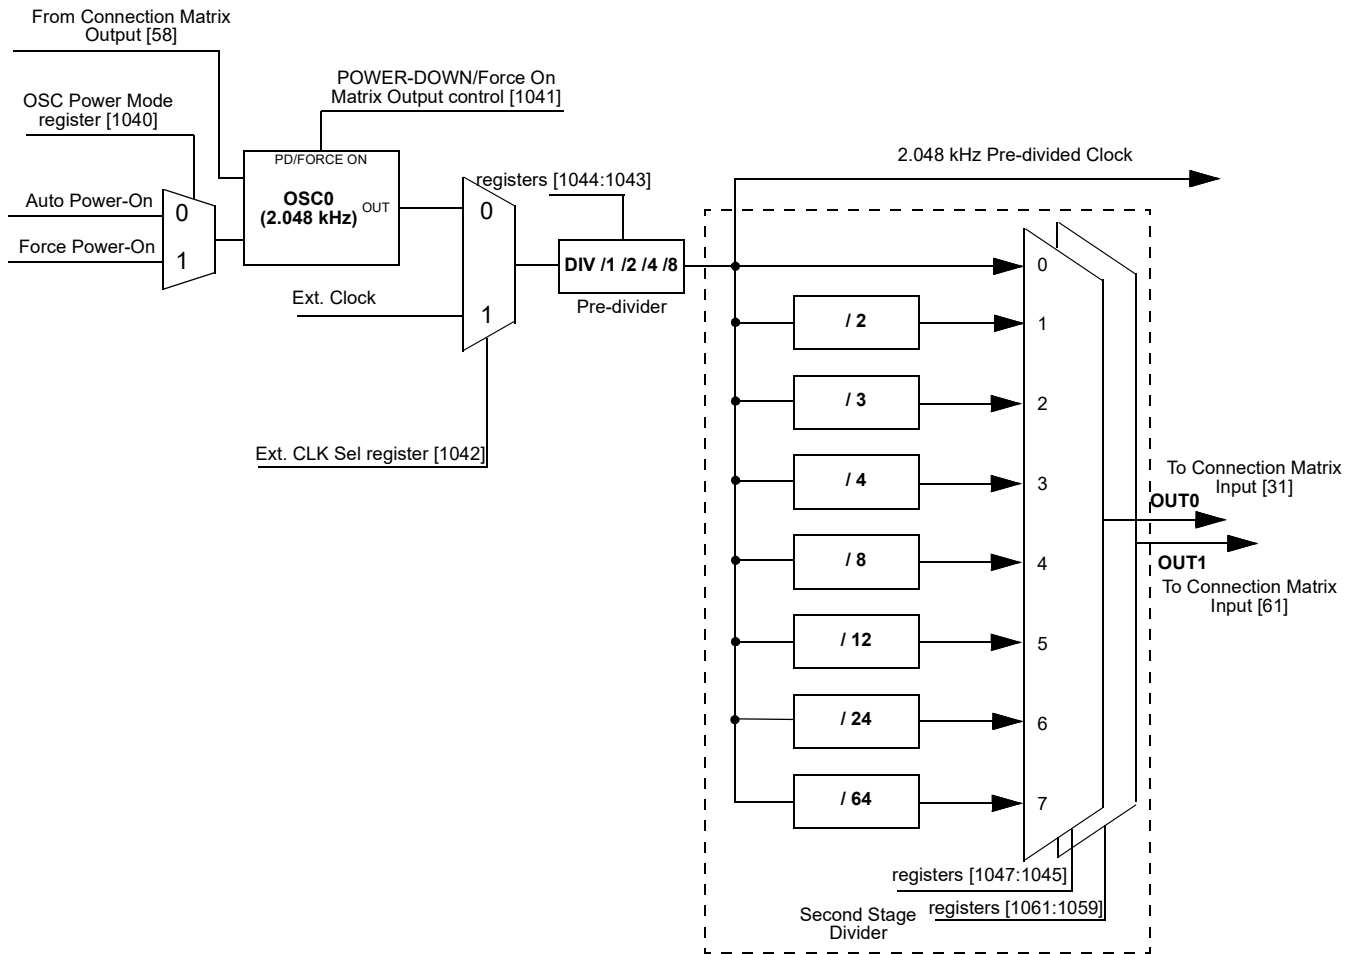 From Connection Matrix
Output [58]
POWER-DOWN/Force On
Matrix Output control [1041]
OSC Power Mode
register [1040]
PD/FORCE ON
OSC0
(2.048 kHz)
OUT
Auto Power-On
Force Power-On
0
1
registers [1044:1043]
0
1
Ext. Clock
DIV /1 /2 /4 /8
Pre-divider
Ext. CLK Sel register [1042]
2.048 kHz Pre-divided Clock
0
/ 2
1
/ 3
2
/ 4
3
/ 8
4
/ 12
5
/ 24
6
/ 64
7
To Connection Matrix
Input [31]
OUT0
OUT1
To Connection Matrix
Input [61]
registers [1047:1045]
registers [1061:1059]
Second Stage
Divider